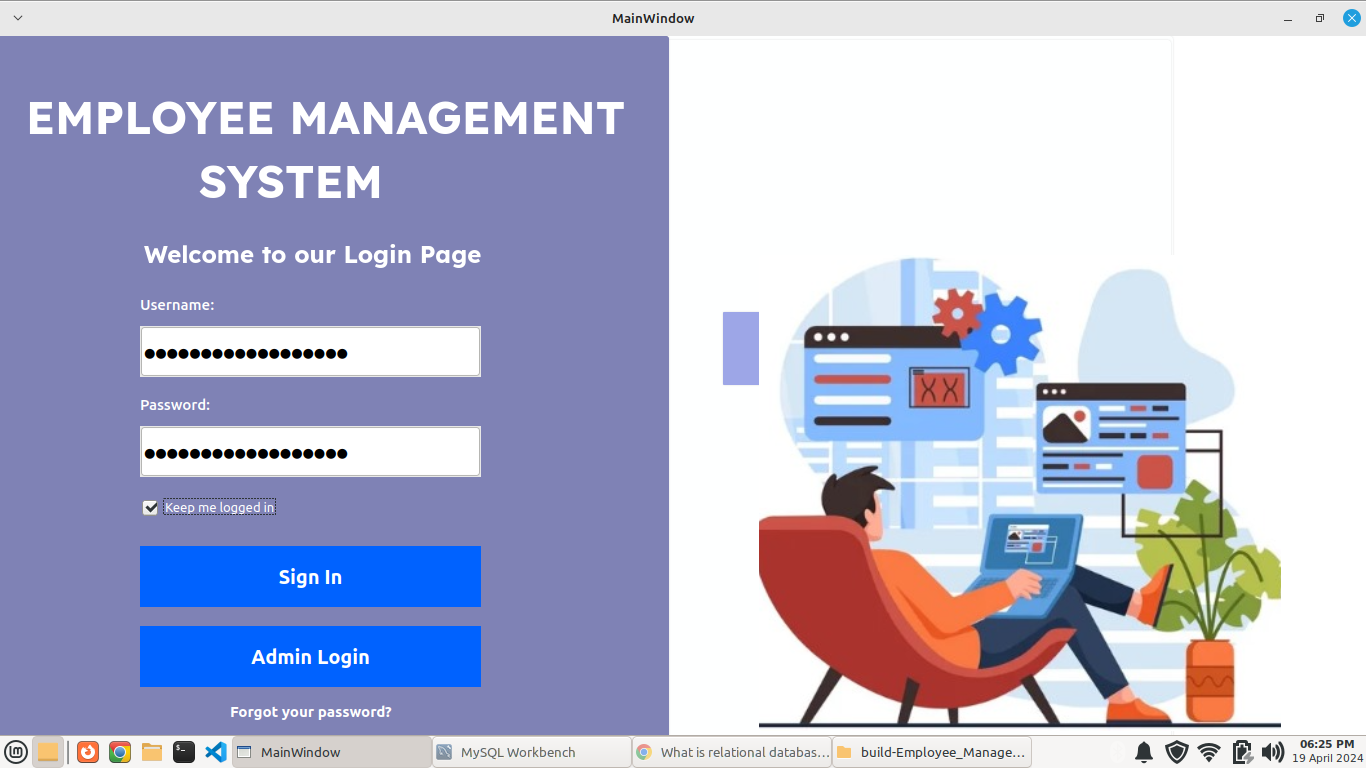 MainWindow
EMPLOYEE MANAGEMENT
SYSTEM
Welcome to our Login Page
Username:
●●●●●●●●●●●●●●●●●●
Password:
●●●●●●●●●●●●●●●●●●
Keep me logged in
Sign In
Admin Login
Forgot your password?
MainWindow
MySQL Workbench
What is relational databas...
build-Employee_Manage...
06:25 PM
19 April 2024